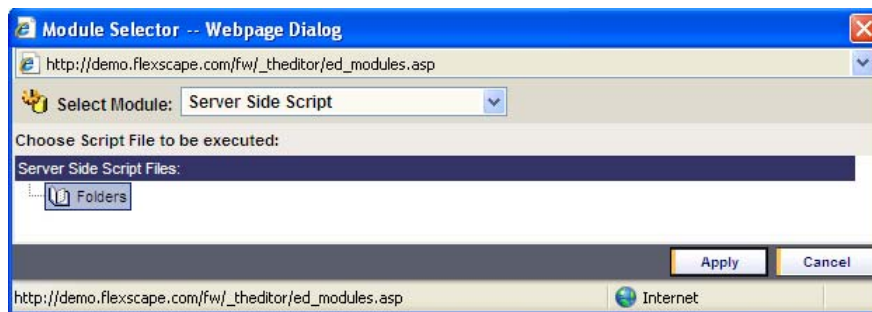 Module Selector -- Webpage Dialog
http://demo.flexscape.com/fw/_theditor/ed_modules.asp
Select Module: Server Side Script
Choose Script File to be executed:
Server Side Script Files:
Folders
Apply Cancel
http://demo.flexscape.com/fw/_theditor/ed_modules.asp Internet